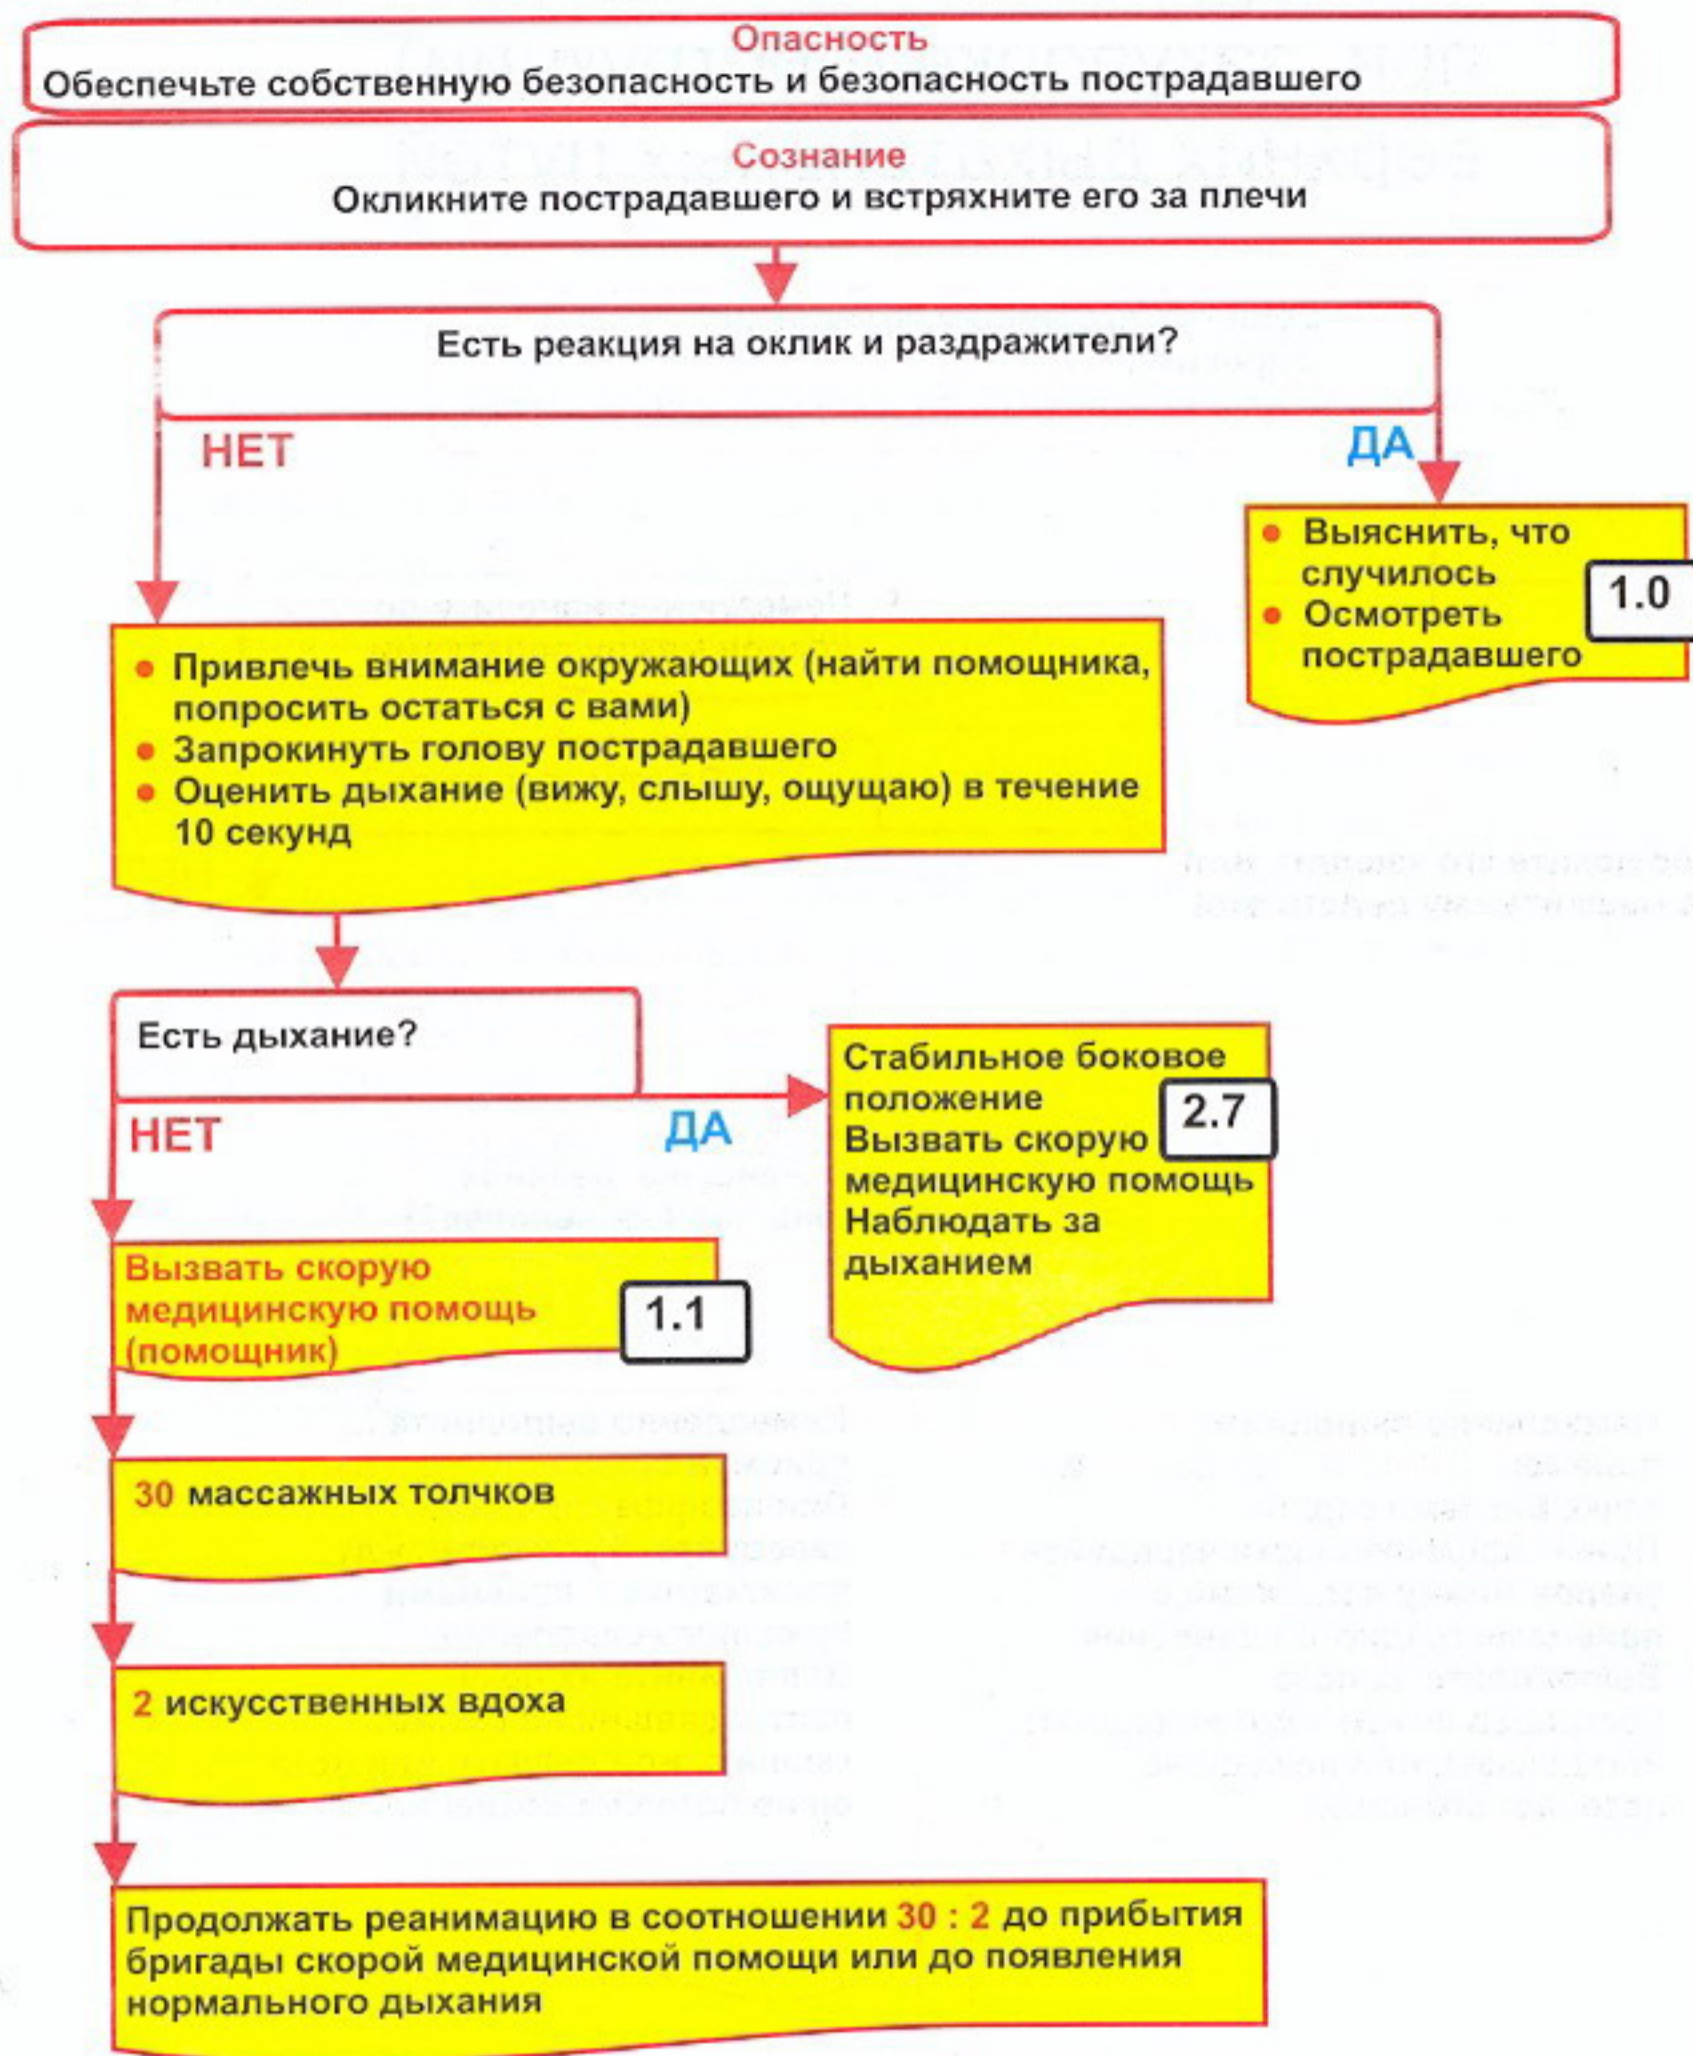 Опасность
Обеспечьте собственную безопасность и безопасность пострадавшего
Сознание
Окликните пострадавшего и встряхните его за плечи
Есть реакция на оклик и раздражители?
НЕТ
ДА
Выяснить, что
случилось
Осмотреть
пострадавшего
1.0
Привлечь внимание окружающих (найти помощника,
попросить остаться с вами)
Запрокинуть голову пострадавшего
Оценить дыхание (вижу, слышу, ощущаю) в течение
10 секунд
Есть дыхание?
НЕТ
ДА
Стабильное боковое
положение
Вызвать скорую
медицинскую помощь
Наблюдать за
дыханием
2.7
Вызвать скорую
медицинскую помощь
(помощник)
1.1
30 массажных толчков
2 искусственных вдоха
Продолжать реанимацию в соотношении 30 : 2 до прибытия
бригады скорой медицинской помощи или до появления
нормального дыхания